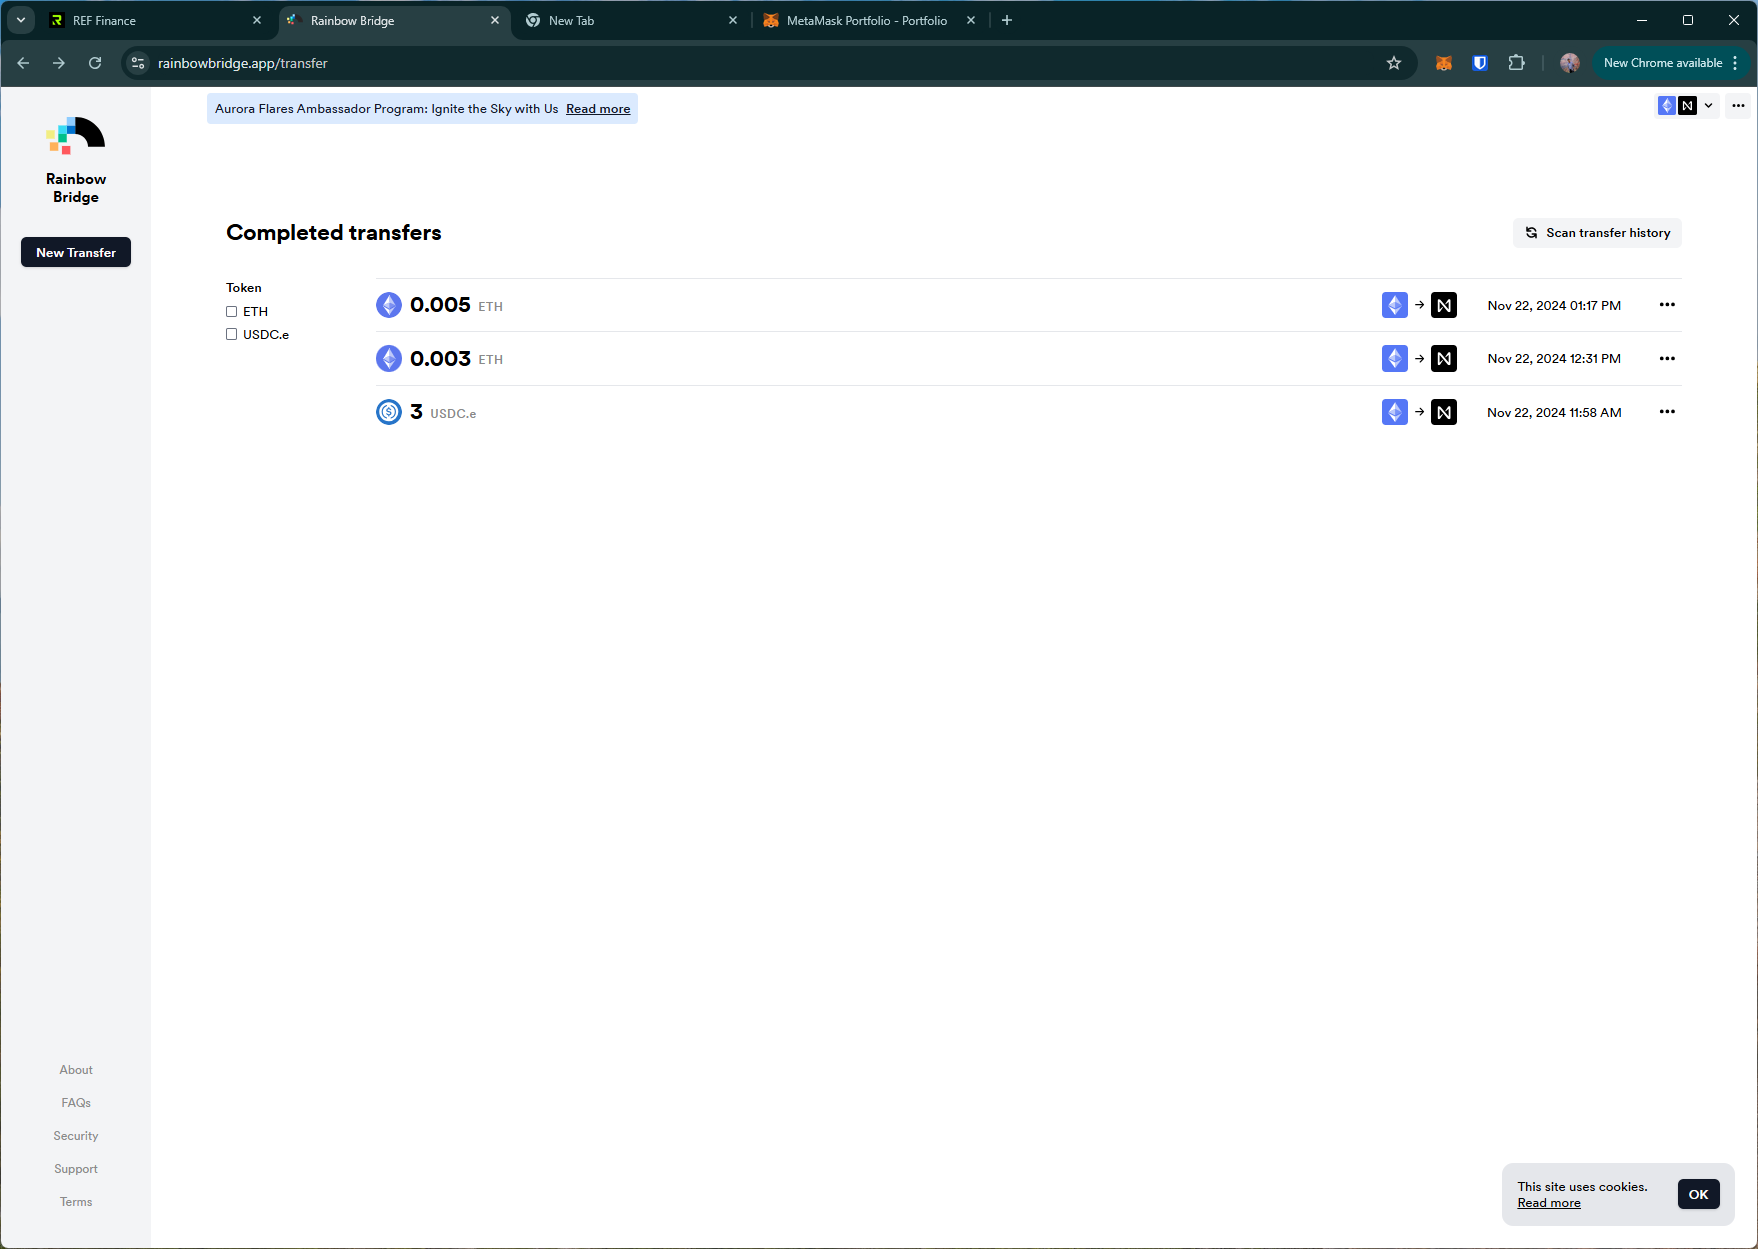 REF Finance
Rainbow Bridge
New Tab
MetaMask Portfolio - Portfolio
rainbowbridge.app/transfer
New Chrome available
Aurora Flares Ambassador Program: Ignite the Sky with Us Read more
Rainbow
Bridge
New Transfer
Completed transfers
Scan transfer history
Token
ETH
USDC.e
0.005 ETH
Nov 22, 2024 01:17 PM
0.003 ETH
Nov 22, 2024 12:31 PM
3 USDC.e
Nov 22, 2024 11:58 AM
About
FAQs
Security
Support
Terms
This site uses cookies.
Read more
OK